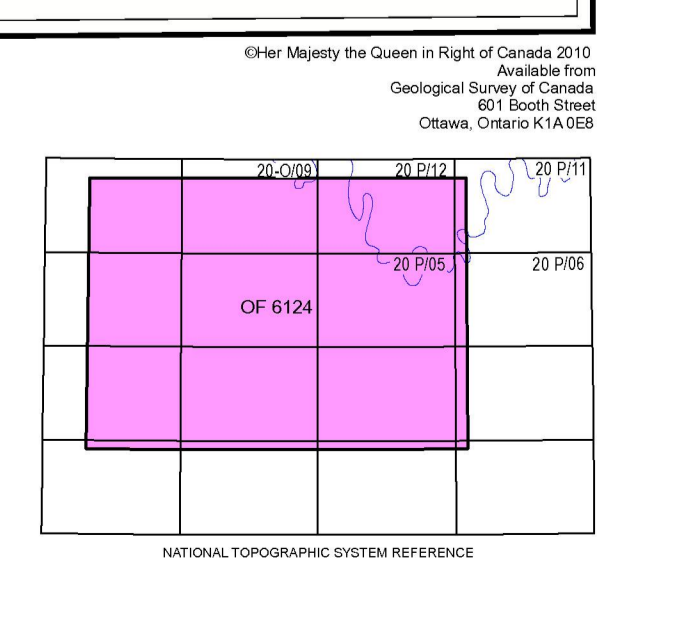 ©Her Majesty the Queen in Right of Canada 2010
Available from
Geological Survey of Canada
601 Booth Street
Ottawa, Ontario K1A 0E8
20-O/09
20 P/12
20 P/11
20 P/05
20 P/06
OF 6124
NATIONAL TOPOGRAPHIC SYSTEM REFERENCE